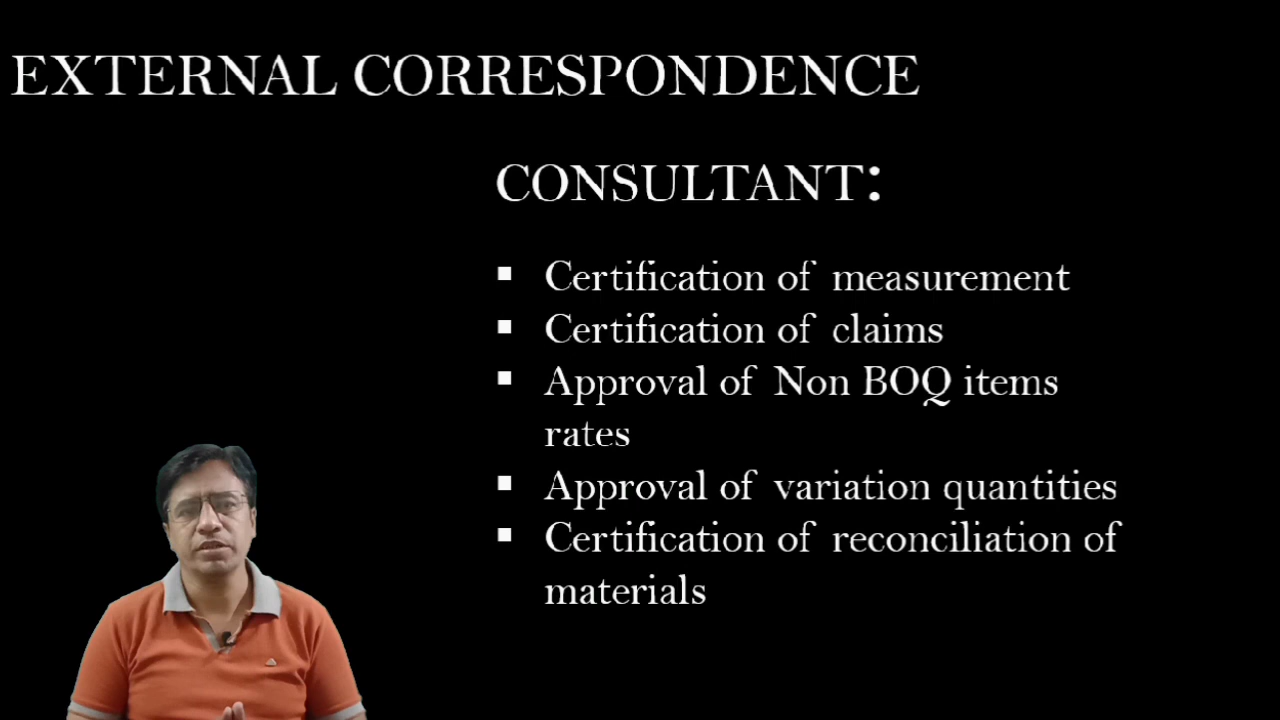 EXTERNAL CORRESPONDENCE
CONSULTANT:
▪ Certification of measurement
▪ Certification of claims
▪ Approval of Non BOQ items
rates
▪ Approval of variation quantities
▪ Certification of reconciliation of
materials